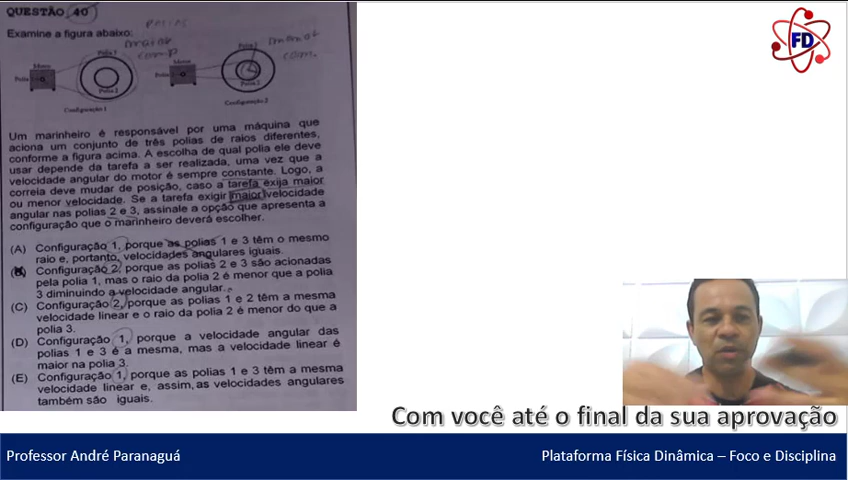 QUESTÃO 40
Examine a figura abaixo:
maior
menor
Motor
Polia 3
Polia 2
Configuração 1
Motor
Polia 3
Polia 2
Configuração 2
Um marinheiro é responsável por uma máquina que
aciona um conjunto de três polias de raios diferentes,
conforme a figura acima. A escolha de qual polia ele deve
usar depende da tarefa a ser realizada, uma vez que a
velocidade angular do motor é sempre constante. Logo, a
correia deve mudar de posição, caso a tarefa exija maior
ou menor velocidade. Se a tarefa exigir maior velocidade
angular nas polias 2 e 3, assinale a opção que apresenta a
configuração que o marinheiro deverá escolher.
(A) Configuração 1, porque as polias 1 e 3 têm o mesmo
raio e, portanto, velocidades angulares iguais.
(B) Configuração 2, porque as polias 2 e 3 são acionadas
pela polia 1, mas o raio da polia 2 é menor que a polia
3 diminuindo a velocidade angular.
(C) Configuração 2, porque as polias 1 e 2 têm a mesma
velocidade linear e o raio da polia 2 é menor do que a
polia 3.
(D) Configuração 1, porque a velocidade angular das
polias 1 e 3 é a mesma, mas a velocidade linear é
maior na polia 3.
(E) Configuração 1, porque as polias 1 e 3 têm a mesma
velocidade linear e, assim, as velocidades angulares
também são iguais.
FD
Com você até o final da sua aprovação
Professor André Paranaguá
Plataforma Física Dinâmica – Foco e Disciplina